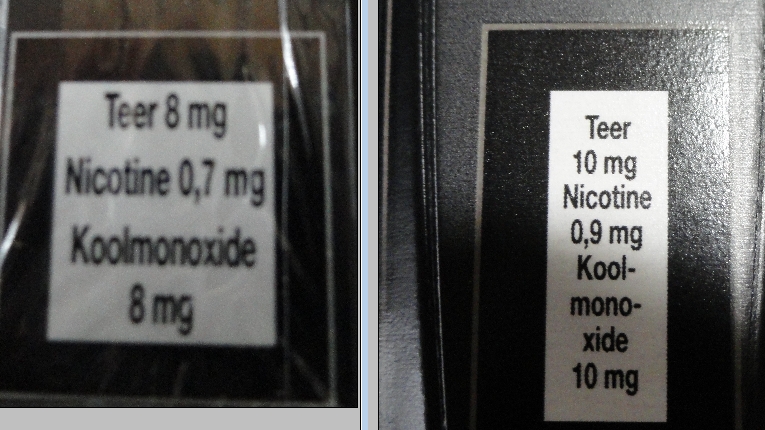 Teer 8 mg
Nicotine 0,7 mg
Koolmonoxide
8 mg
Teer
10 mg
Nicotine
0,9 mg
Kool-
mono-
xide
10 mg